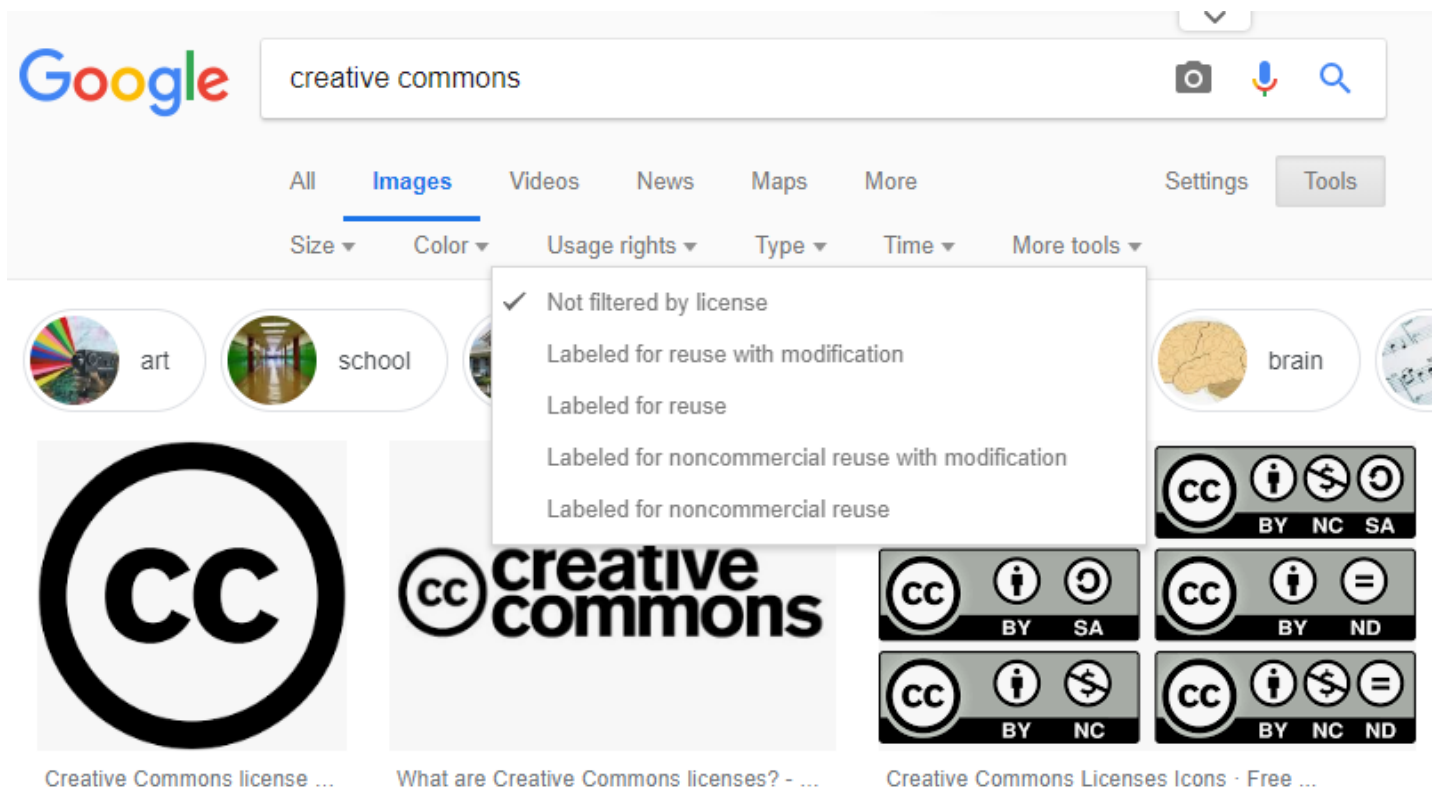 Google
creative commons
All Images Videos News Maps More Settings Tools
Size Color Usage rights Type Time More tools
Not filtered by license
Labeled for reuse with modification
Labeled for reuse
Labeled for noncommercial reuse with modification
Labeled for noncommercial reuse
art
school
brain
cc
cc creative
commons
cc BY NC SA
cc BY SA
cc BY ND
cc BY NC
cc BY NC ND
Creative Commons license ...
What are Creative Commons licenses? - ...
Creative Commons Licenses Icons · Free ...